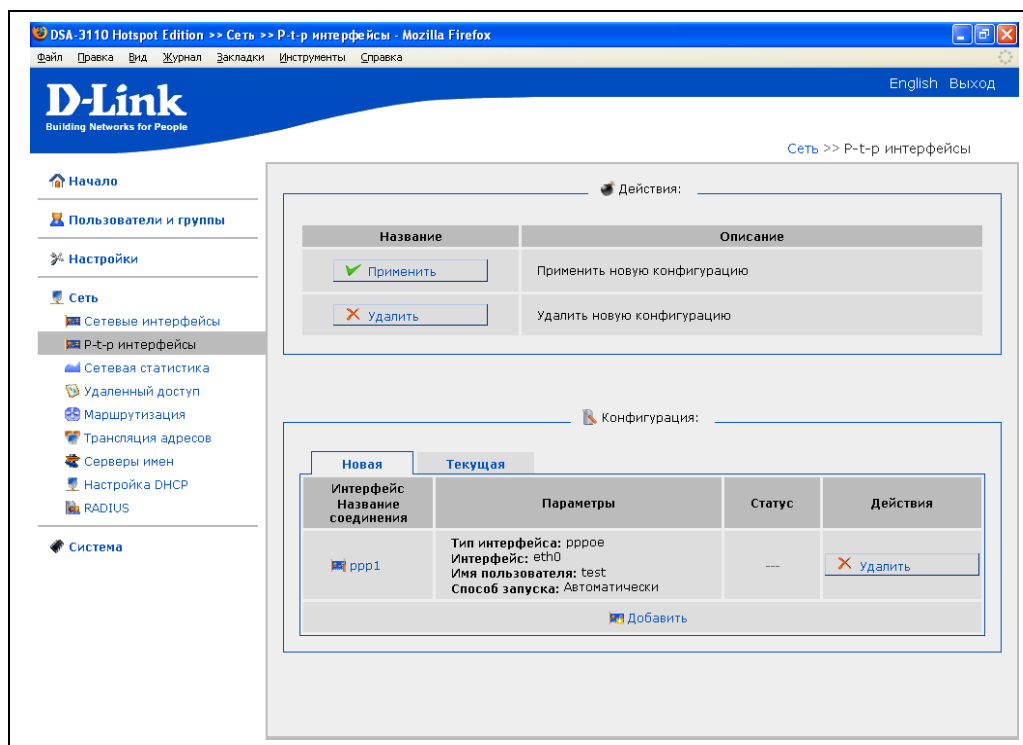 DSA-3110 Hotspot Edition >> Сеть >> P-t-p интерфейсы - Mozilla Firefox
Файл Правка Вид Журнал Закладки Инструменты Справка
English Выход
D-Link
Building Networks for People
Сеть >> P-t-p интерфейсы
Начало
Пользователи и группы
Настройки
Сеть
Сетевые интерфейсы
P-t-p интерфейсы
Сетевая статистика
Удаленный доступ
Маршрутизация
Трансляция адресов
Серверы имен
Настройка DHCP
RADIUS
Система
Действия:
Название Описание
Применить Применить новую конфигурацию
Удалить Удалить новую конфигурацию
Конфигурация:
Новая Текущая
Интерфейс
Название
соединения
Параметры Статус Действия
ppp1
Тип интерфейса: pppoe
Интерфейс: eth0
Имя пользователя: test
Способ запуска: Автоматически
---
Удалить
Добавить